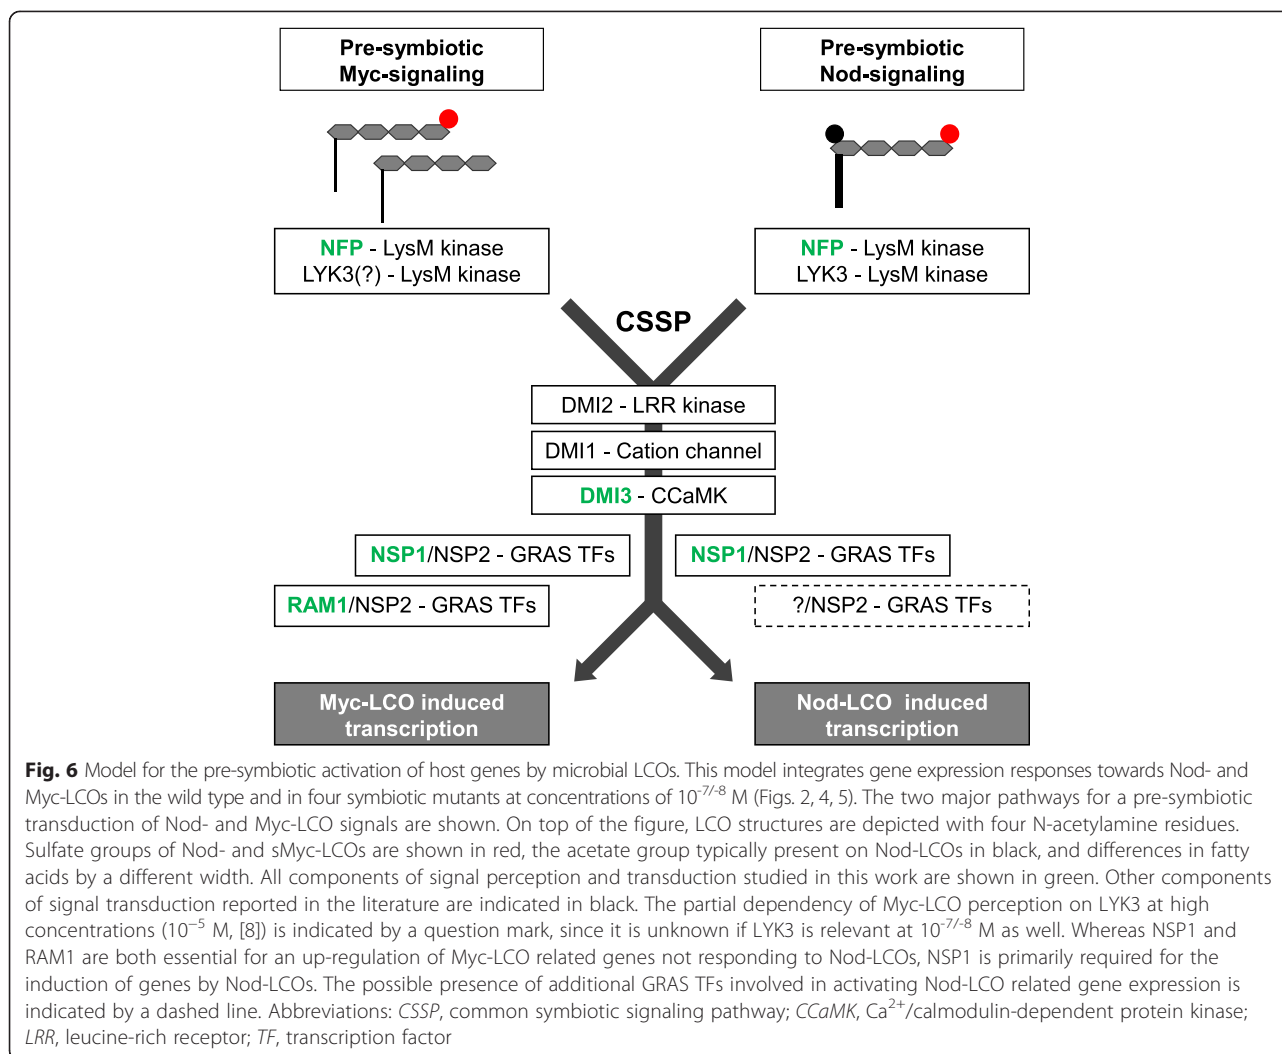 Pre-symbiotic
Myc-signaling
Pre-symbiotic
Nod-signaling
NFP - LysM kinase
LYK3(?) - LysM kinase
NFP - LysM kinase
LYK3 - LysM kinase
CSSP
DMI2 - LRR kinase
DMI1 - Cation channel
DMI3 - CCaMK
NSP1/NSP2 - GRAS TFs
NSP1/NSP2 - GRAS TFs
RAM1/NSP2 - GRAS TFs
?/NSP2 - GRAS TFs
Myc-LCO induced
transcription
Nod-LCO induced
transcription
Fig. 6 Model for the pre-symbiotic activation of host genes by microbial LCOs. This model integrates gene expression responses towards Nod- and
Myc-LCOs in the wild type and in four symbiotic mutants at concentrations of 10⁻⁷/⁻⁸ M (Figs. 2, 4, 5). The two major pathways for a pre-symbiotic
transduction of Nod- and Myc-LCO signals are shown. On top of the figure, LCO structures are depicted with four N-acetylamine residues.
Sulfate groups of Nod- and sMyc-LCOs are shown in red, the acetate group typically present on Nod-LCOs in black, and differences in fatty
acids by a different width. All components of signal perception and transduction studied in this work are shown in green. Other components
of signal transduction reported in the literature are indicated in black. The partial dependency of Myc-LCO perception on LYK3 at high
concentrations (10⁻⁵ M, [8]) is indicated by a question mark, since it is unknown if LYK3 is relevant at 10⁻⁷/⁻⁸ M as well. Whereas NSP1 and
RAM1 are both essential for an up-regulation of Myc-LCO related genes not responding to Nod-LCOs, NSP1 is primarily required for the
induction of genes by Nod-LCOs. The possible presence of additional GRAS TFs involved in activating Nod-LCO related gene expression is
indicated by a dashed line. Abbreviations: CSSP, common symbiotic signaling pathway; CCaMK, Ca²⁺/calmodulin-dependent protein kinase;
LRR, leucine-rich receptor; TF, transcription factor